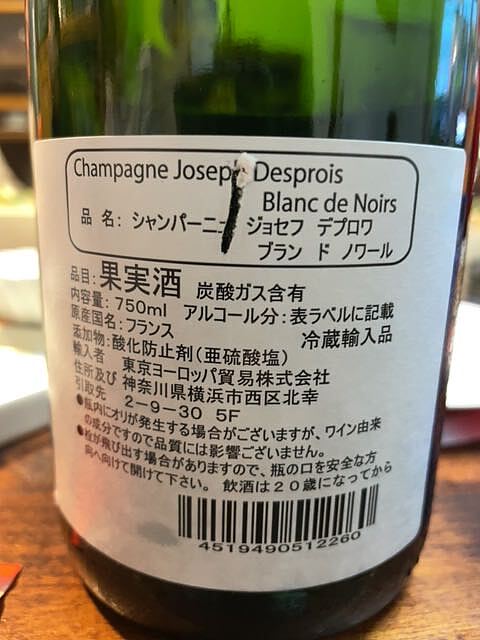 Champagne Joseph Desprois
Blanc de Noirs
品 名: シャンパーニュ ジョセフ デプロワ
ブラン ド ノワール
品目:果実酒 炭酸ガス含有
内容量:750ml アルコール分:表ラベルに記載
原産国名:フランス 冷蔵輸入品
添加物:酸化防止剤(亜硫酸塩)
輸入者 東京ヨーロッパ貿易株式会社
住所及び 神奈川県横浜市西区北幸
引取先 2-9-30 5F
●瓶内にオリが発生する場合がございますが、ワイン由来
の成分ですので品質には影響ございません。
●栓が飛び出す場合がありますので、瓶の口を安全な方
向へ向けて開けて下さい。 飲酒は20歳になってから
4519490512260